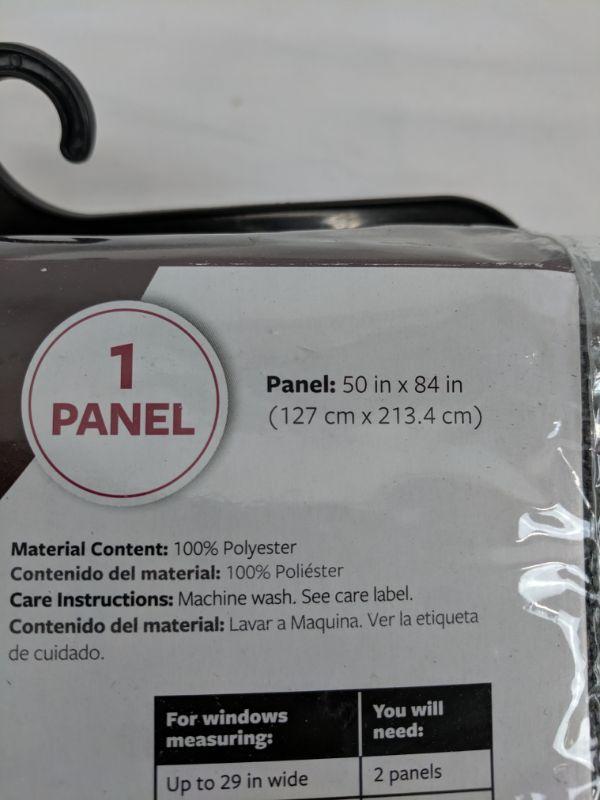 1
PANEL
Panel: 50 in x 84 in
(127 cm x 213.4 cm)
Material Content: 100% Polyester
Contenido del material: 100% Poliéster
Care Instructions: Machine wash. See care label.
Contenido del material: Lavar a Maquina. Ver la etiqueta
de cuidado.
For windows
measuring:
You will
need:
Up to 29 in wide
2 panels